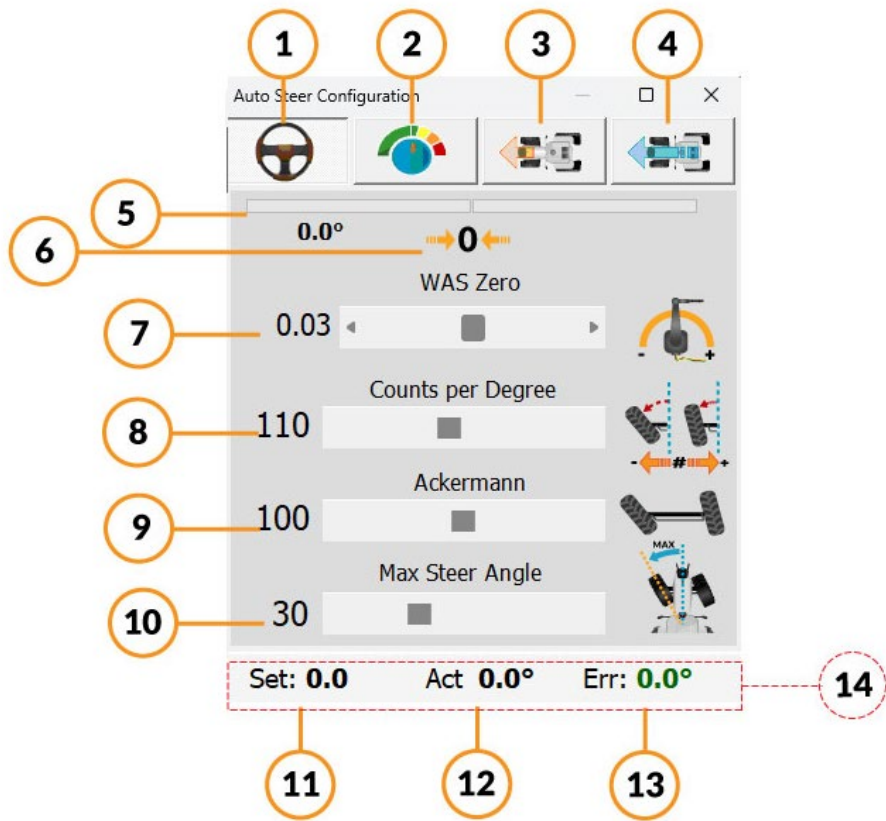 1 2 3 4
Auto Steer Configuration
5
0.0°
6
0
WAS Zero
7
0.03
- +
Counts per Degree
8
110
- # +
Ackermann
9
100
MAX
Max Steer Angle
10
30
Set: 0.0 Act 0.0° Err: 0.0°
14
11 12 13